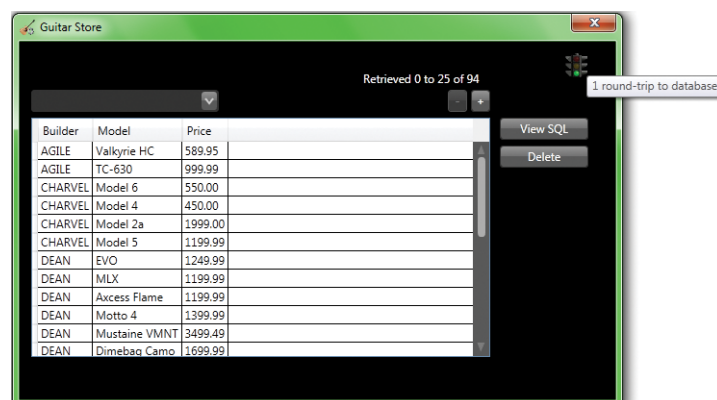 Guitar Store
Retrieved 0 to 25 of 94
1 round-trip to database
- +
Builder Model Price
View SQL
AGILE Valkyrie HC 589.95
Delete
AGILE TC-630 999.99
CHARVEL Model 6 550.00
CHARVEL Model 4 450.00
CHARVEL Model 2a 1999.00
CHARVEL Model 5 1199.99
DEAN EVO 1249.99
DEAN MLX 1199.99
DEAN Axcess Flame 1199.99
DEAN Motto 4 1399.99
DEAN Mustaine VMNT 3499.49
DEAN Dimebag Camo 1699.99